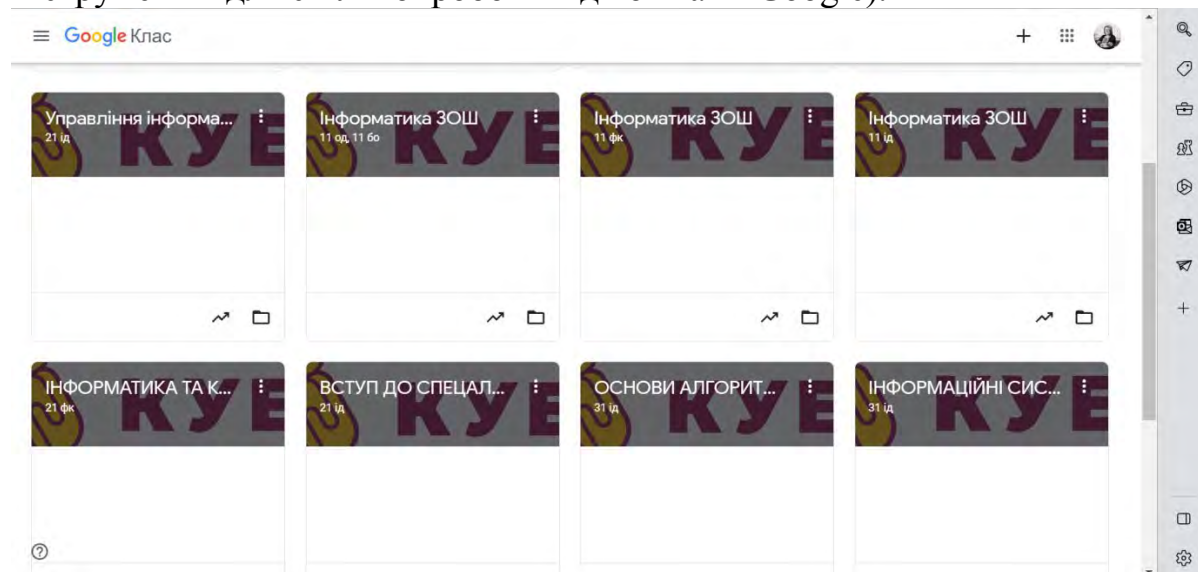 Google Клас
Управління інформа...
21 ід
Інформатика ЗОШ
11 од, 11 бо
Інформатика ЗОШ
11 фк
Інформатика ЗОШ
11 ід
КУЕ
КУЕ
КУЕ
КУЕ
ІНФОРМАТИКА ТА К...
21 фк
ВСТУП ДО СПЕЦАЛ...
21 ід
ОСНОВИ АЛГОРИТ...
31 ід
ІНФОРМАЦІЙНІ СИС...
31 ід
КУЕ
КУЕ
КУЕ
КУЕ